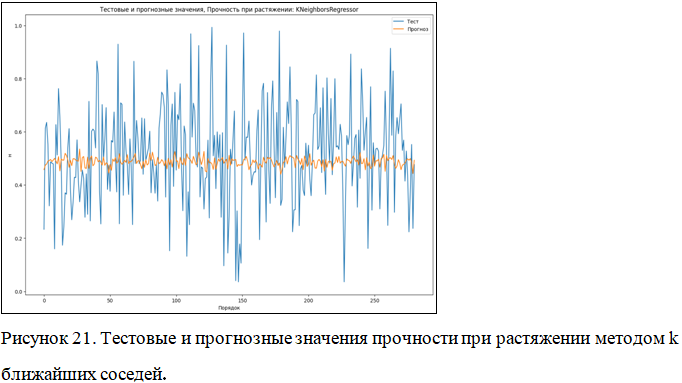 Тестовые и прогнозные значения, Прочность при растяжении: KNeighborsRegressor
Тест
Прогноз
1.0
0.8
0.6
0.4
0.2
0.0
0
50
100
150
200
250
Порядок
Рисунок 21. Тестовые и прогнозные значения прочности при растяжении методом k
ближайших соседей.